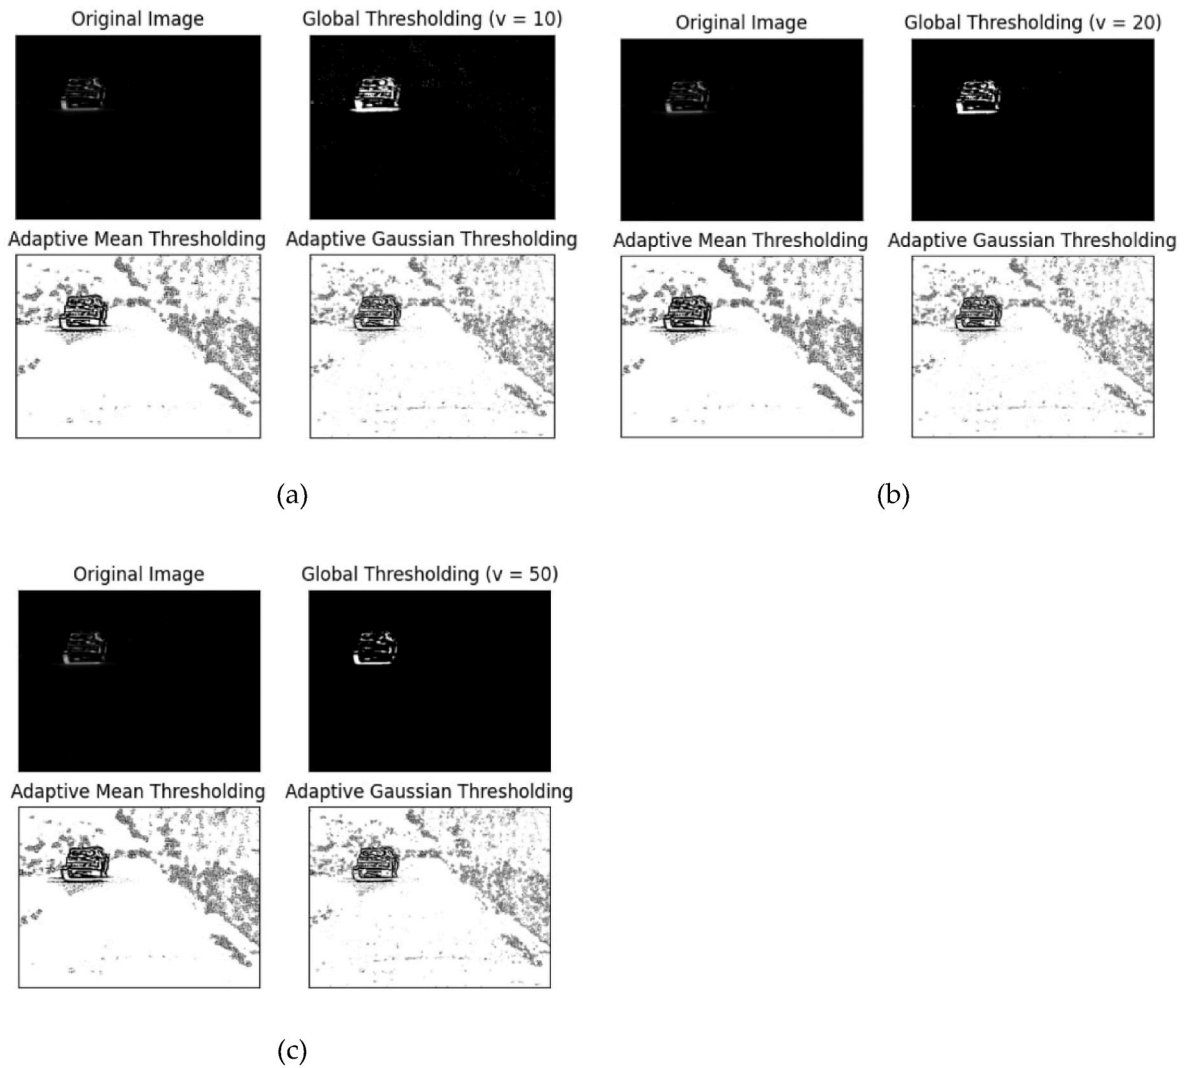 Original Image
Global Thresholding (v = 10)
Adaptive Mean Thresholding
Adaptive Gaussian Thresholding
(a)
Original Image
Global Thresholding (v = 20)
Adaptive Mean Thresholding
Adaptive Gaussian Thresholding
(b)
Original Image
Global Thresholding (v = 50)
Adaptive Mean Thresholding
Adaptive Gaussian Thresholding
(c)